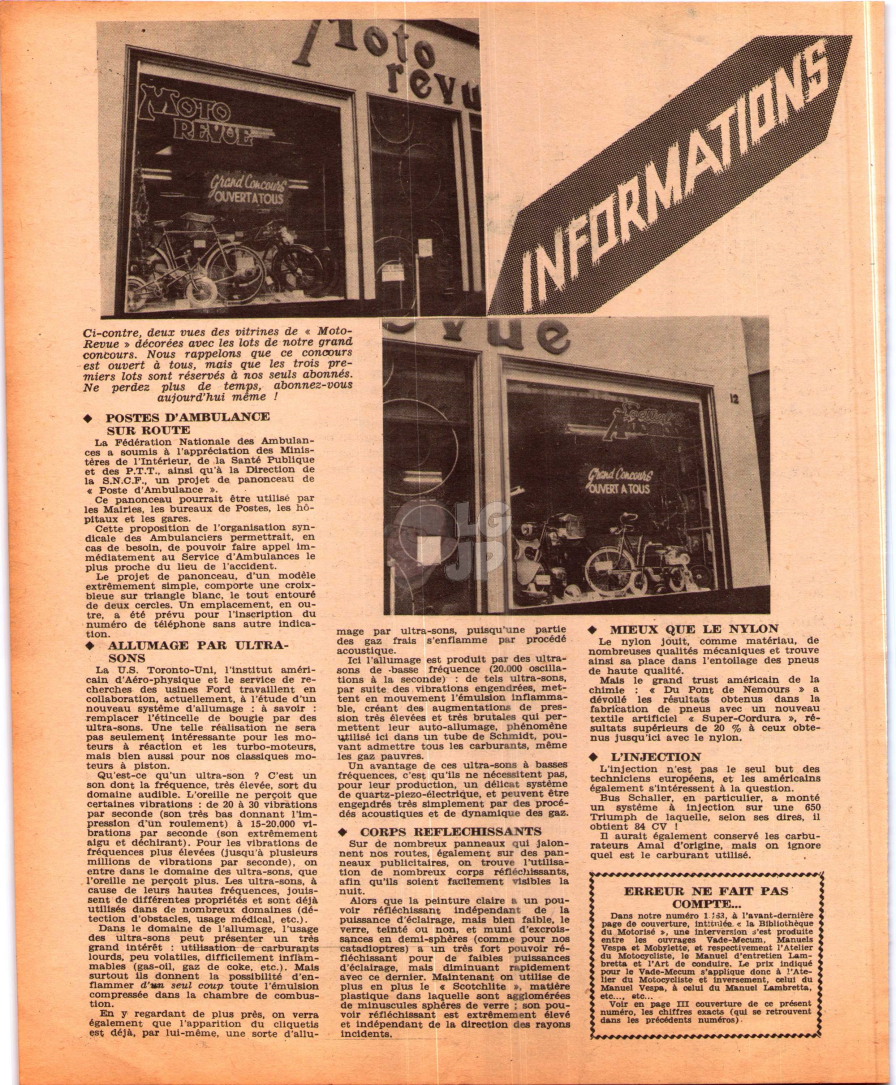 Moto
revue
MOTO
REVUE
Grand Concours
OUVERT A TOUS
INFORMATIONS
Ci-contre, deux vues des vitrines de « Moto-
Revue » décorées avec les lots de notre grand
concours. Nous rappelons que ce concours
est ouvert à tous, mais que les trois pre-
miers lots sont réservés à nos seuls abonnés.
Ne perdez plus de temps, abonnez-vous
aujourd'hui même !
vue
12
Grand Concours
OUVERT A TOUS
LG
JP
◆ POSTES D'AMBULANCE
SUR ROUTE
La Fédération Nationale des Ambulan-
ces a soumis à l'appréciation des Minis-
tères de l'Intérieur, de la Santé Publique
et des P.T.T., ainsi qu'à la Direction de
la S.N.C.F., un projet de panonceau de
« Poste d'Ambulance ».
Ce panonceau pourrait être utilisé par
les Mairies, les bureaux de Postes, les hô-
pitaux et les gares.
Cette proposition de l'organisation syn-
dicale des Ambulanciers permettrait, en
cas de besoin, de pouvoir faire appel im-
médiatement au Service d'Ambulances le
plus proche du lieu de l'accident.
Le projet de panonceau, d'un modèle
extrêmement simple, comporte une croix-
bleue sur triangle blanc, le tout entouré
de deux cercles. Un emplacement, en ou-
tre, a été prévu pour l'inscription du
numéro de téléphone sans autre indica-
tion.
◆ ALLUMAGE PAR ULTRA-
SONS
La U.S. Toronto-Uni, l'institut améri-
cain d'Aéro-physique et le service de re-
cherches des usines Ford travaillent en
collaboration, actuellement, à l'étude d'un
nouveau système d'allumage : à savoir :
remplacer l'étincelle de bougie par des
ultra-sons. Une telle réalisation ne sera
pas seulement intéressante pour les mo-
teurs à réaction et les turbo-moteurs,
mais bien aussi pour nos classiques mo-
teurs à piston.
Qu'est-ce qu'un ultra-son ? C'est un
son dont la fréquence, très élevée, sort du
domaine audible. L'oreille ne perçoit que
certaines vibrations : de 20 à 30 vibrations
par seconde (son très bas donnant l'im-
pression d'un roulement) à 15-20.000 vi-
brations par seconde (son extrêmement
aigu et déchirant). Pour les vibrations de
fréquences plus élevées (jusqu'à plusieurs
millions de vibrations par seconde), on
entre dans le domaine des ultra-sons, que
l'oreille ne perçoit plus. Les ultra-sons, à
cause de leurs hautes fréquences, jouis-
sent de différentes propriétés et sont déjà
utilisés dans de nombreux domaines (dé-
tection d'obstacles, usage médical, etc.).
Dans le domaine de l'allumage, l'usage
des ultra-sons peut présenter un très
grand intérêt : utilisation de carburants
lourds, peu volatiles, difficilement inflam-
mables (gas-oil, gaz de coke, etc.). Mais
surtout ils donnent la possibilité d'en-
flammer d'un seul coup toute l'émulsion
compressée dans la chambre de combus-
tion.
En y regardant de plus près, on verra
également que l'apparition du cliquetis
est déjà, par lui-même, une sorte d'allu-
mage par ultra-sons, puisqu'une partie
des gaz frais s'enflamme par procédé
acoustique.
Ici l'allumage est produit par des ultra-
sons de basse fréquence (20.000 oscilla-
tions à la seconde) : de tels ultra-sons,
par suite des vibrations engendrées, met-
tent en mouvement l'émulsion inflamma-
ble, créant des augmentations de pres-
sion très élevées et très brutales qui per-
mettent leur auto-allumage, phénomène
utilisé ici dans un tube de Schmidt, pou-
vant admettre tous les carburants, même
les gaz pauvres.
Un avantage de ces ultra-sons à basses
fréquences, c'est qu'ils ne nécessitent pas,
pour leur production, un délicat système
de quartz-piezo-électrique, et peuvent être
engendrés très simplement par des procé-
dés acoustiques et de dynamique des gaz.
◆ CORPS REFLECHISSANTS
Sur de nombreux panneaux qui jalon-
nent nos routes, également sur des pan-
neaux publicitaires, on trouve l'utilisa-
tion de nombreux corps réfléchissants,
afin qu'ils soient facilement visibles la
nuit.
Alors que la peinture claire a un pou-
voir réfléchissant indépendant de la
puissance d'éclairage, mais bien faible, le
verre, teinté ou non, et muni d'excrois-
sances en demi-sphères (comme pour nos
catadioptres) a un très fort pouvoir ré-
fléchissant pour de faibles puissances
d'éclairage, mais diminuant rapidement
avec ce dernier. Maintenant on utilise de
plus en plus le « Scotchlite », matière
plastique dans laquelle sont agglomérées
de minuscules sphères de verre ; son pou-
voir réfléchissant est extrêmement élevé
et indépendant de la direction des rayons
incidents.
◆ MIEUX QUE LE NYLON
Le nylon jouit, comme matériau, de
nombreuses qualités mécaniques et trouve
ainsi sa place dans l'entoilage des pneus
de haute qualité.
Mais le grand trust américain de la
chimie : « Du Pont de Nemours » a
dévoilé les résultats obtenus dans la
fabrication de pneus avec un nouveau
textile artificiel « Super-Cordura », ré-
sultats supérieurs de 20 % à ceux obte-
nus jusqu'ici avec le nylon.
◆ L'INJECTION
L'injection n'est pas le seul but des
techniciens européens, et les américains
également s'intéressent à la question.
Bus Schaller, en particulier, a monté
un système à injection sur une 650
Triumph de laquelle, selon ses dires, il
obtient 84 CV !
Il aurait également conservé les carbu-
rateurs Amal d'origine, mais on ignore
quel est le carburant utilisé.
ERREUR NE FAIT PAS
COMPTE...
Dans notre numéro 1.163, à l'avant-dernière
page de couverture, intitulée « la Bibliothèque
du Motorisé », une interversion s'est produite
entre les ouvrages Vade-Mecum, Manuels
Vespa et Mobylette, et respectivement l'Atelier
du Motocycliste, le Manuel d'entretien Lam-
bretta et l'Art de conduire. Le prix indiqué
pour le Vade-Mecum s'applique donc à l'Ate-
lier du Motocycliste et inversement, celui du
Manuel Vespa, à celui du Manuel Lambretta,
etc..., etc...
Voir en page III couverture de ce présent
numéro, les chiffres exacts (qui se retrouvent
dans les précédents numéros).